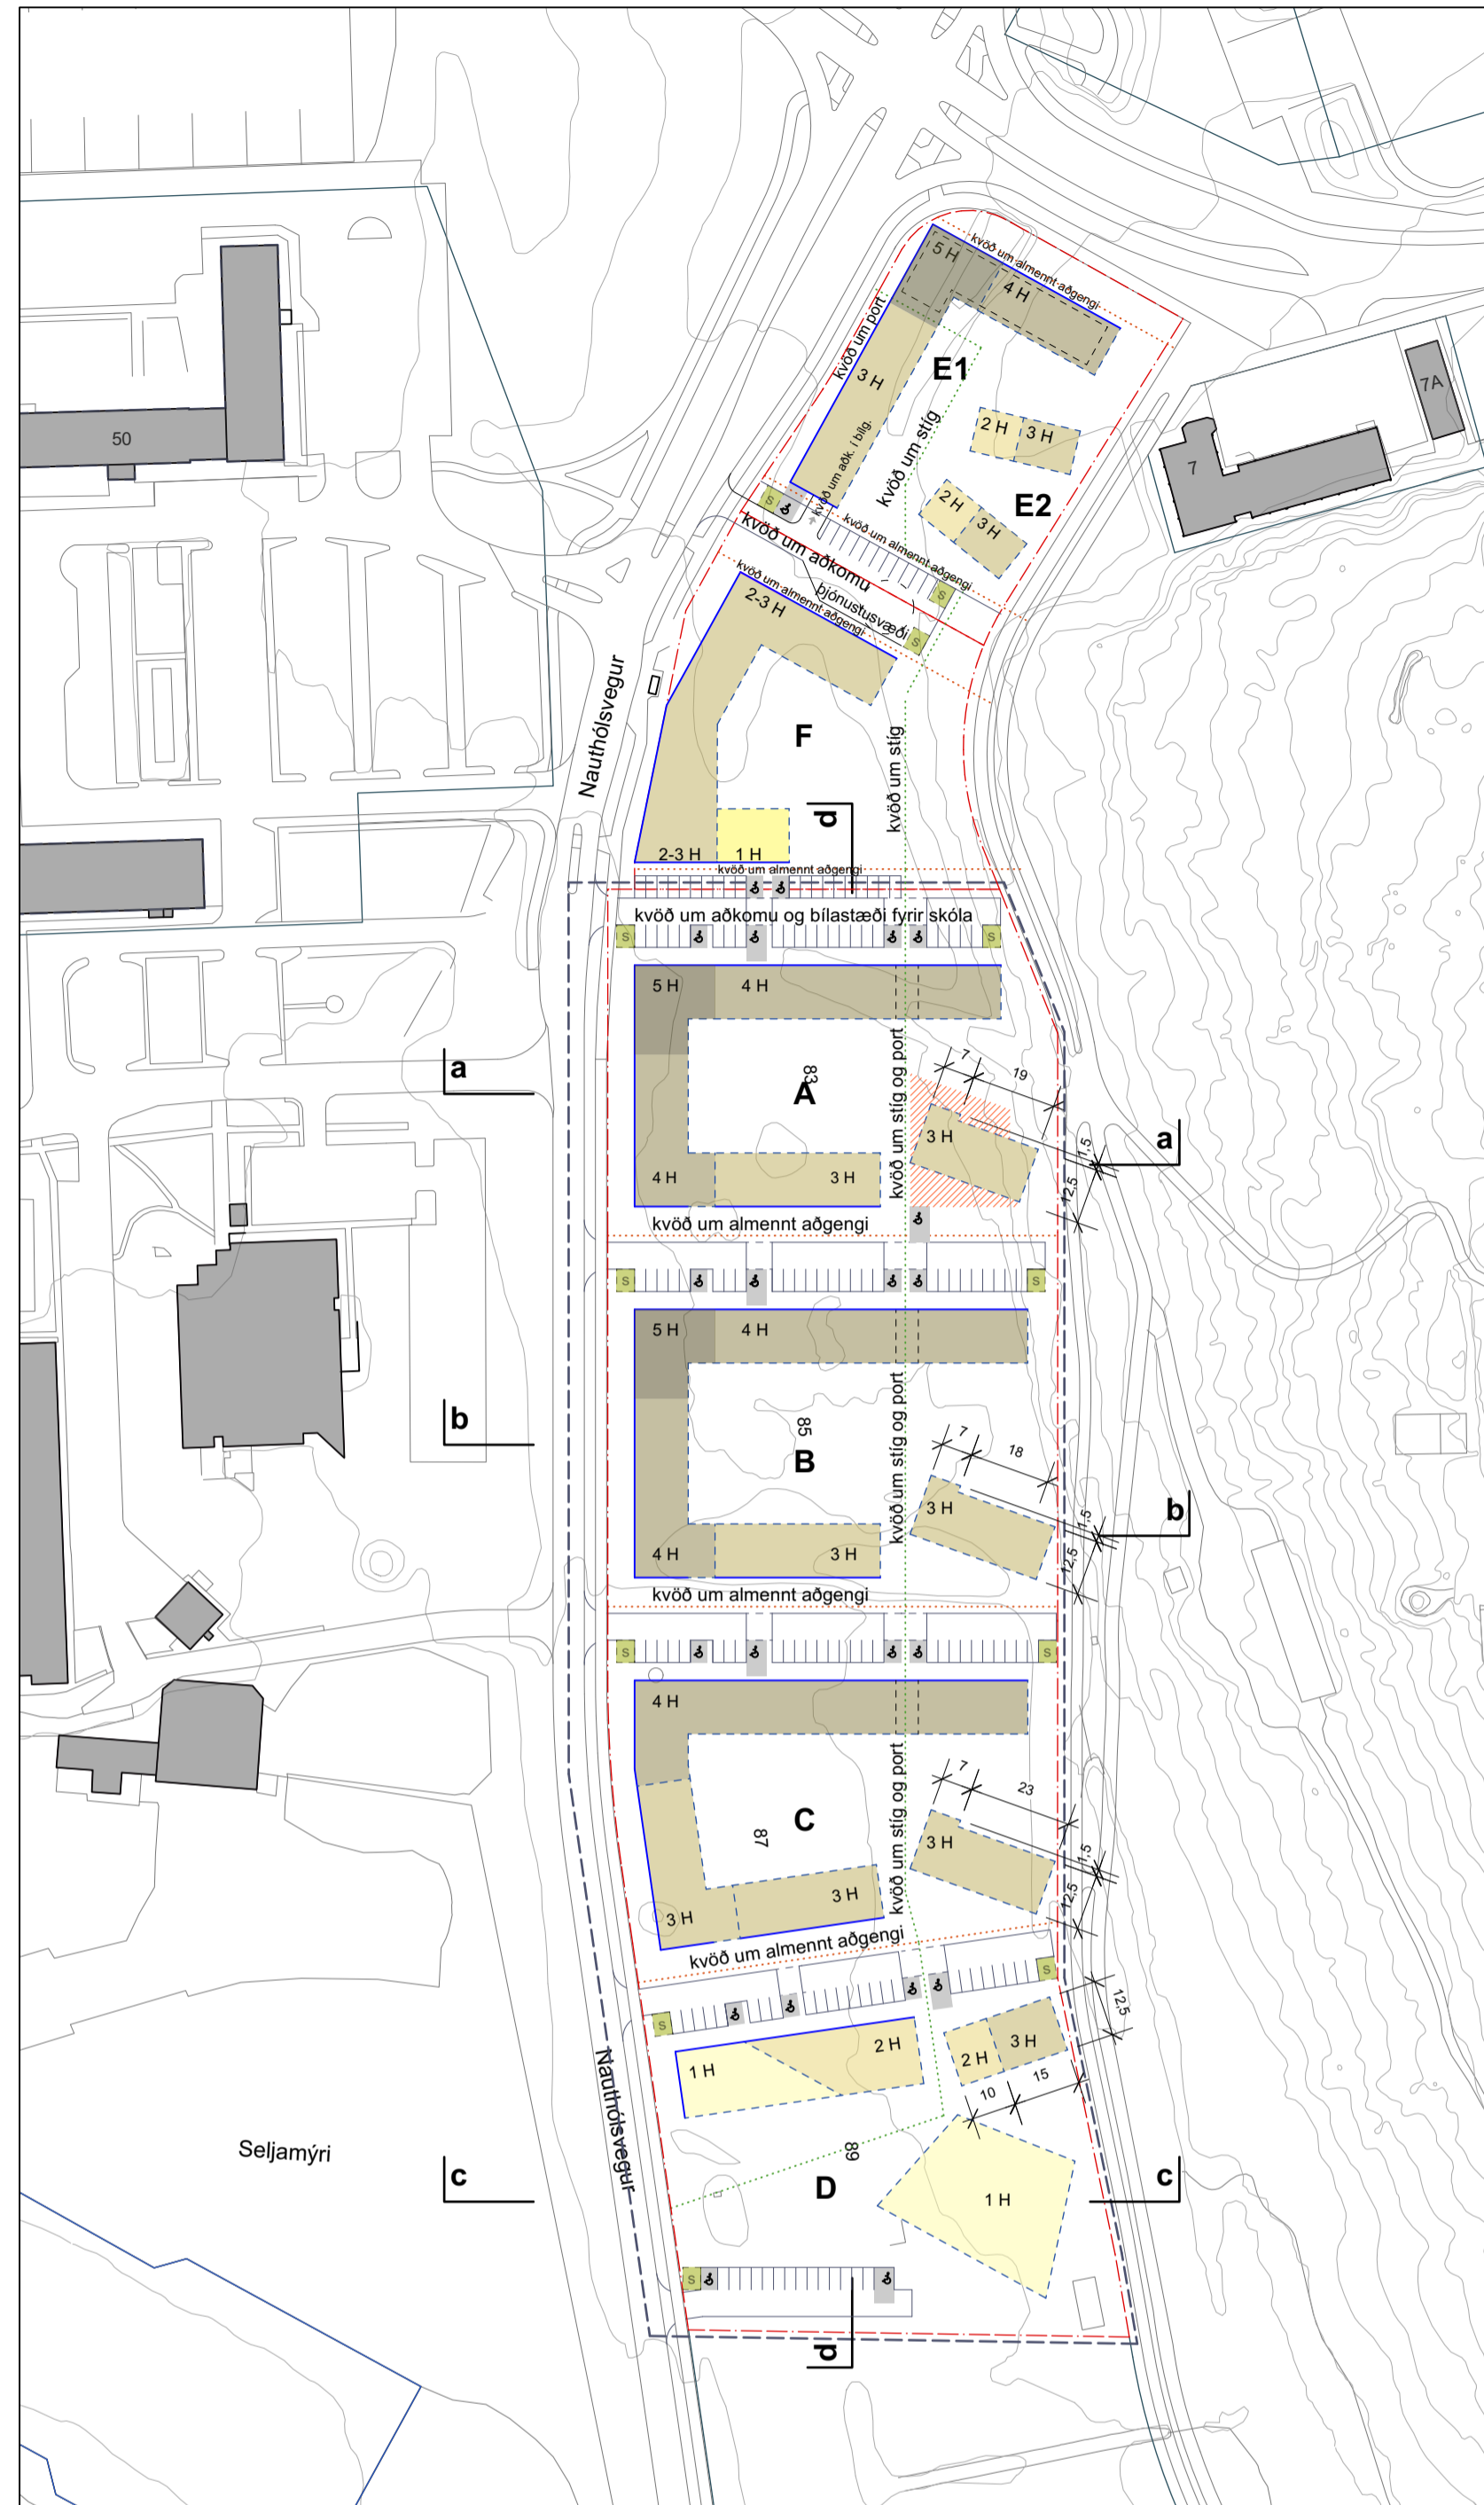 5 H
kvöð um almennt aðgengi
4 H
kvöð um port
7A
E1
3 H
50
2 H
3 H
7
kvöð um aðk. í bílg.
kvöð um stíg
E2
2 H
3 H
S
kvöð um almennt aðgengi
kvöð um aðkomu
kvöð um almennt aðgengi
þjónustusvæði
S
S
2-3 H
Nauthólsvegur
F
kvöð um stíg
d
2-3 H
1 H
kvöð um almennt aðgengi
kvöð um aðkomu og bílastæði fyrir skóla
S
S
5 H
4 H
a
83
A
kvöð um stíg og port
7
19
3 H
1,5
a
12,5
4 H
3 H
kvöð um almennt aðgengi
S
S
5 H
4 H
b
85
B
kvöð um stíg og port
7
18
3 H
1,5
b
12,5
4 H
3 H
kvöð um almennt aðgengi
S
S
4 H
87
C
kvöð um stíg og port
7
23
3 H
1,5
12,5
3 H
3 H
kvöð um almennt aðgengi
S
S
12,5
1 H
2 H
2 H
3 H
10
15
Nauthólsvegur
Seljamýri
c
89
D
1 H
c
S
d